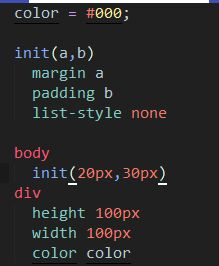 color = #000;
init(a,b)
  margin a
  padding b
  list-style none
body
  init(20px,30px)
div
  height 100px
  width 100px
  color color